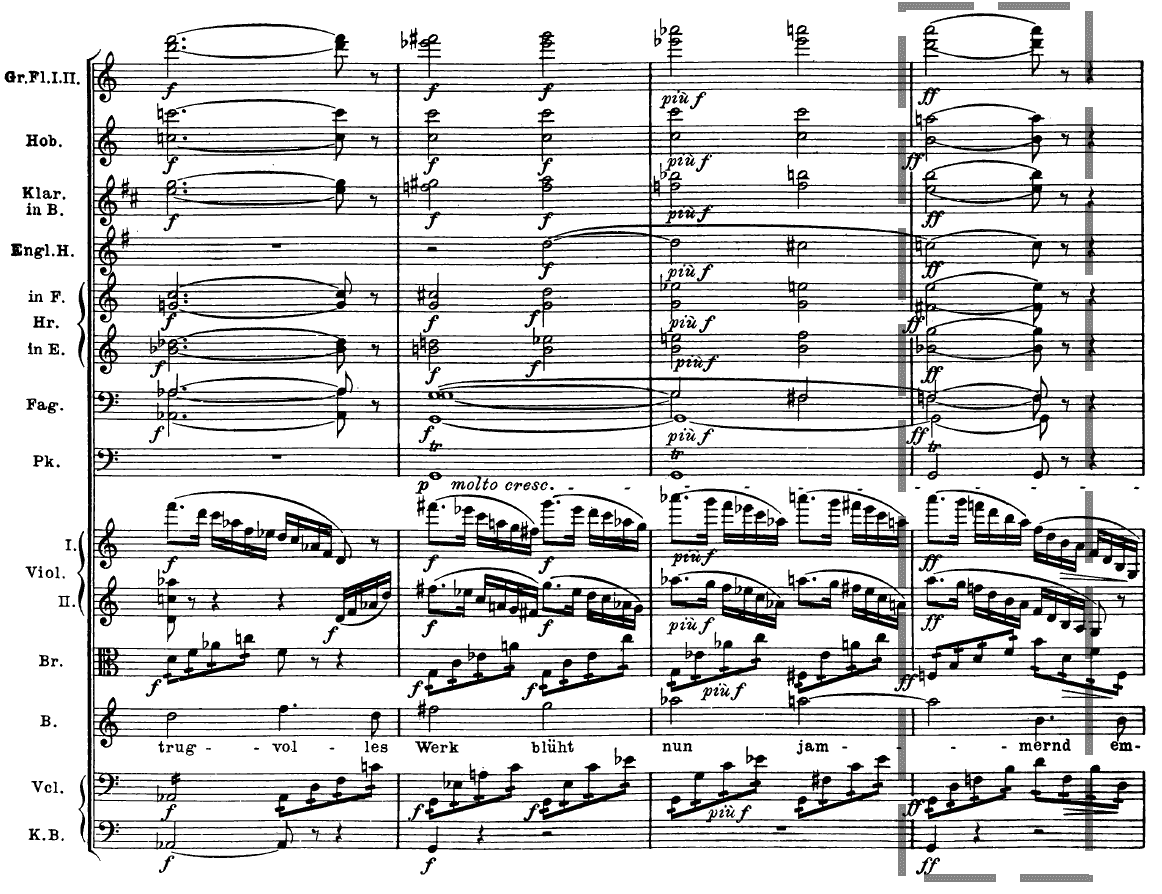 Gr.Fl.I.II.
f f f più f ff
Hob.
f f f più f ff
Klar.
in B.
f f f più f ff
Engl.H.
f più f ff
in F.
f f f più f ff
Hr.
in E.
f f f più f ff
Fag.
f f più f ff
Pk.
tr tr tr
p molto cresc.
I.
f f f più f ff
Viol.
II.
f f f più f ff
Br.
f f f più f ff
B.
trug - - vol - les Werk blüht nun jam - - - - mernd em-
Vcl.
f f f più f ff
K.B.
f f ff